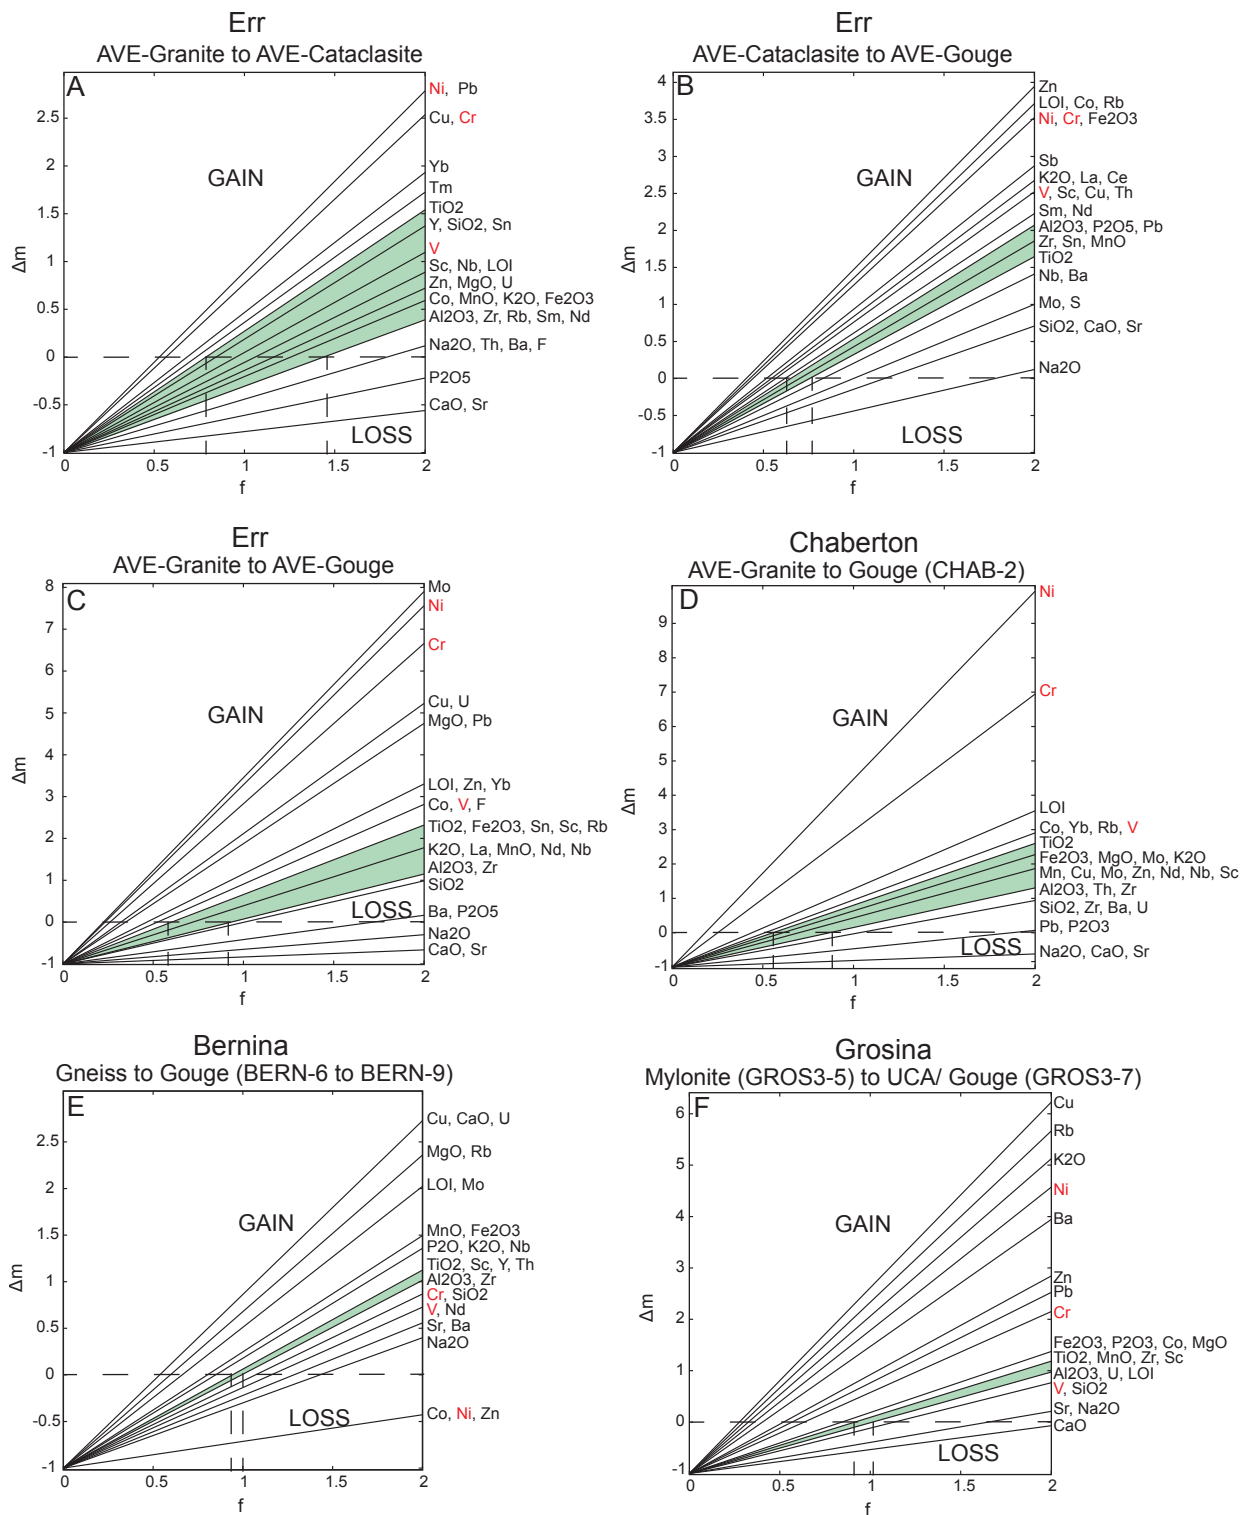 Err
AVE-Granite to AVE-Cataclasite
A
2.5
2
1.5
1
0.5
0
-0.5
-1
Δm
0
0.5
1
1.5
2
f
GAIN
LOSS
Ni, Pb
Cu, Cr
Yb
Tm
TiO2
Y, SiO2, Sn
V
Sc, Nb, LOI
Zn, MgO, U
Co, MnO, K2O, Fe2O3
Al2O3, Zr, Rb, Sm, Nd
Na2O, Th, Ba, F
P2O5
CaO, Sr
Err
AVE-Cataclasite to AVE-Gouge
B
4
3.5
3
2.5
2
1.5
1
0.5
0
-0.5
-1
Δm
0
0.5
1
1.5
2
f
GAIN
LOSS
Zn
LOI, Co, Rb
Ni, Cr, Fe2O3
Sb
K2O, La, Ce
V, Sc, Cu, Th
Sm, Nd
Al2O3, P2O5, Pb
Zr, Sn, MnO
TiO2
Nb, Ba
Mo, S
SiO2, CaO, Sr
Na2O
Err
AVE-Granite to AVE-Gouge
C
8
7
6
5
4
3
2
1
0
-1
Δm
0
0.5
1
1.5
2
f
GAIN
LOSS
Mo
Ni
Cr
Cu, U
MgO, Pb
LOI, Zn, Yb
Co, V, F
TiO2, Fe2O3, Sn, Sc, Rb
K2O, La, MnO, Nd, Nb
Al2O3, Zr
SiO2
Ba, P2O5
Na2O
CaO, Sr
Chaberton
AVE-Granite to Gouge (CHAB-2)
D
9
8
7
6
5
4
3
2
1
0
-1
Δm
0
0.5
1
1.5
2
f
GAIN
LOSS
Ni
Cr
LOI
Co, Yb, Rb, V
TiO2
Fe2O3, MgO, Mo, K2O
Mn, Cu, Mo, Zn, Nd, Nb, Sc
Al2O3, Th, Zr
SiO2, Zr, Ba, U
Pb, P2O3
Na2O, CaO, Sr
Bernina
Gneiss to Gouge (BERN-6 to BERN-9)
E
2.5
2
1.5
1
0.5
0
-0.5
-1
Δm
0
0.5
1
1.5
2
f
GAIN
LOSS
Cu, CaO, U
MgO, Rb
LOI, Mo
MnO, Fe2O3
P2O, K2O, Nb
TiO2, Sc, Y, Th
Al2O3, Zr
Cr, SiO2
V, Nd
Sr, Ba
Na2O
Co, Ni, Zn
Grosina
Mylonite (GROS3-5) to UCA/ Gouge (GROS3-7)
F
6
5
4
3
2
1
0
-1
Δm
0
0.5
1
1.5
2
f
GAIN
LOSS
Cu
Rb
K2O
Ni
Ba
Zn
Pb
Cr
Fe2O3, P2O3, Co, MgO
TiO2, MnO, Zr, Sc
Al2O3, U, LOI
V, SiO2
Sr, Na2O
CaO